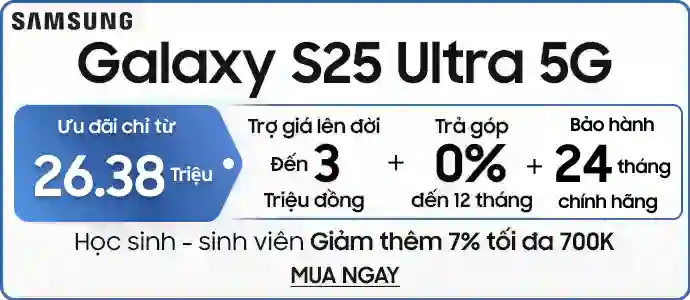 SAMSUNG
Galaxy S25 Ultra 5G
Ưu đãi chỉ từ
26.38 Triệu
Trợ giá lên đời
Đến 3
Triệu đồng
+
Trả góp
0%
đến 12 tháng
+
Bảo hành
24 tháng
chính hãng
Học sinh - sinh viên Giảm thêm 7% tối đa 700K
MUA NGAY